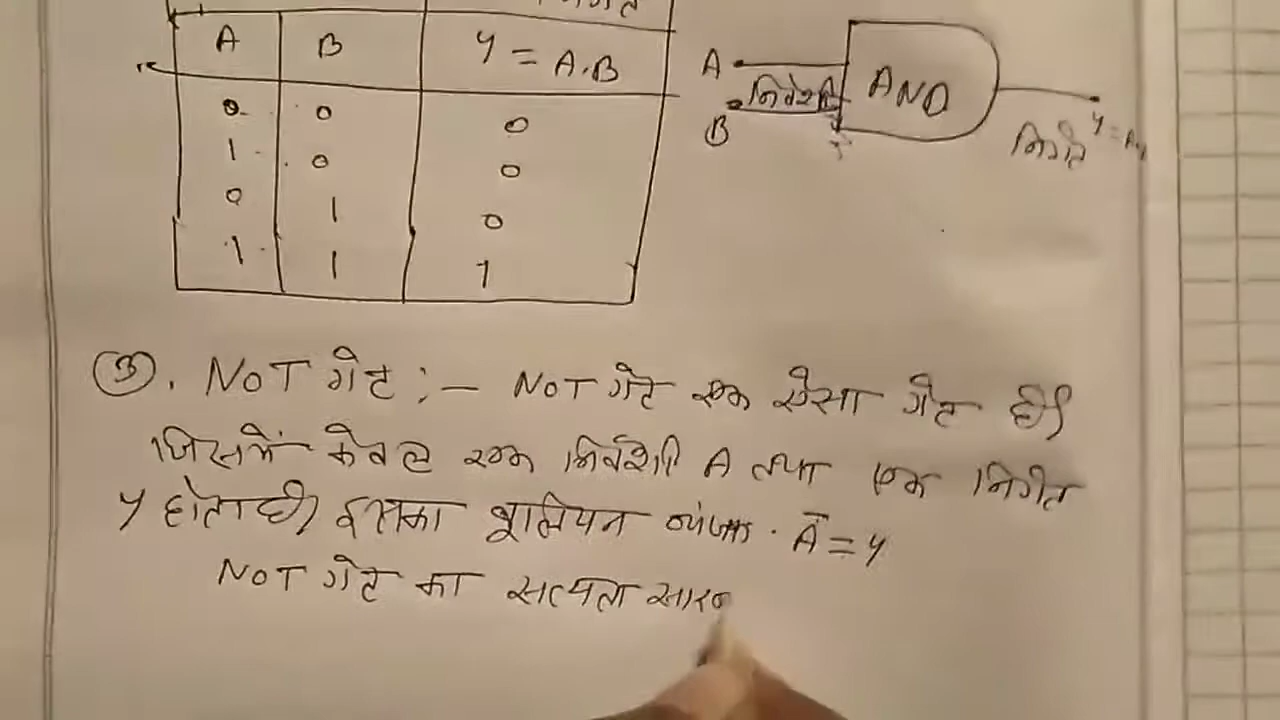 A B Y = A.B
0 0 0
1 0 0
0 1 0
1 1 1
A
B
निवेशी
AND
निर्गत
Y = A.
③. NOT गेट :- NOT गेट एक ऐसा गेट है।
जिसमें केवल एक निवेशी A तथा एक निर्गत
Y होता है। इसका बूलियन व्यंजक. Ā = Y
NOT गेट का सत्यता सारण